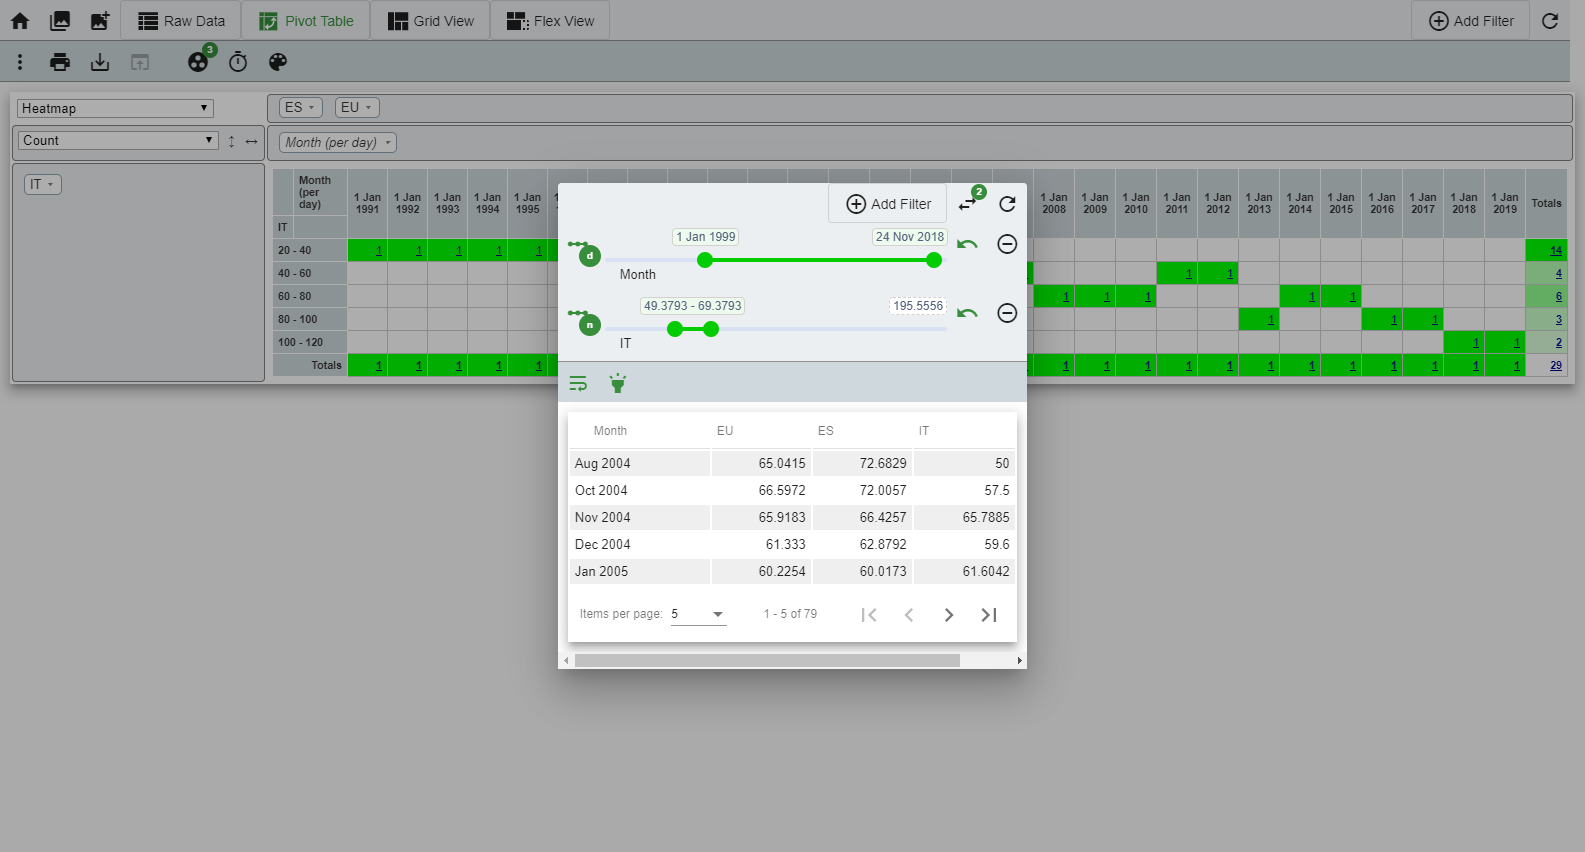 Raw Data Pivot Table Grid View Flex View Add Filter
3
Heatmap ES EU
Count Month (per day)
IT
Month (per day) 1 Jan 1991 1 Jan 1992 1 Jan 1993 1 Jan 1994 1 Jan 1995 1 Jan 2008 1 Jan 2009 1 Jan 2010 1 Jan 2011 1 Jan 2012 1 Jan 2013 1 Jan 2014 1 Jan 2015 1 Jan 2016 1 Jan 2017 1 Jan 2018 1 Jan 2019 Totals
IT
20 - 40 1 1 1 1 1 14
40 - 60 1 1 4
60 - 80 1 1 1 1 1 6
80 - 100 1 1 1 3
100 - 120 1 1 2
Totals 1 1 1 1 1 1 1 1 1 1 1 1 1 1 1 1 1 29
Add Filter 2
1 Jan 1999 24 Nov 2018
d
Month
49.3793 - 69.3793 195.5556
n
IT
Month EU ES IT
Aug 2004 65.0415 72.6829 50
Oct 2004 66.5972 72.0057 57.5
Nov 2004 65.9183 66.4257 65.7885
Dec 2004 61.333 62.8792 59.6
Jan 2005 60.2254 60.0173 61.6042
Items per page: 5 1 - 5 of 79